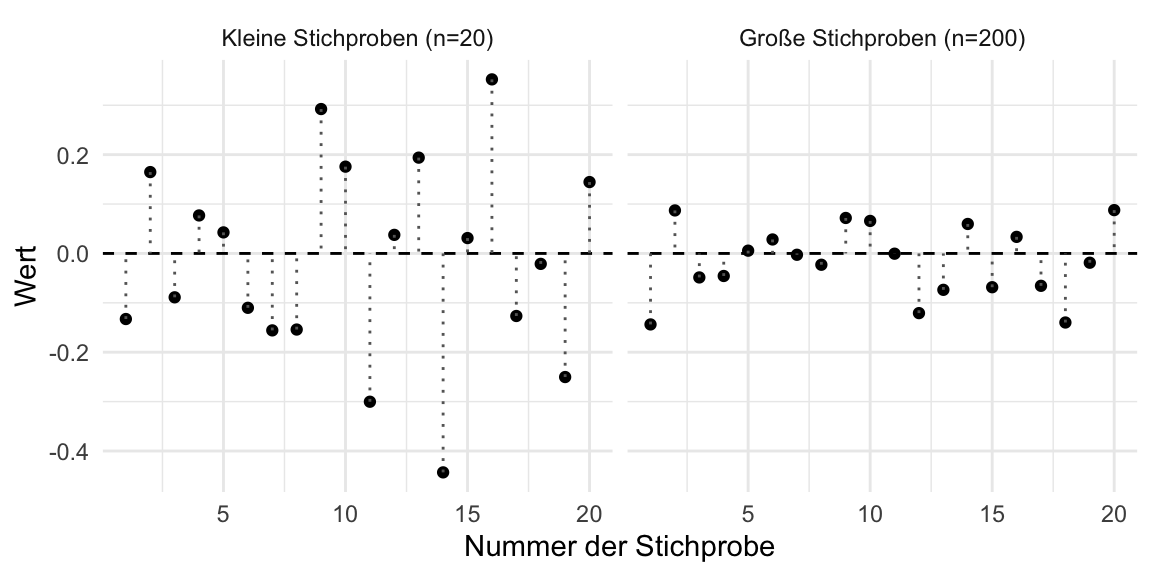 Kleine Stichproben (n=20)
Große Stichproben (n=200)
Wert
0.2
0.0
-0.2
-0.4
5 10 15 20
5 10 15 20
Nummer der Stichprobe